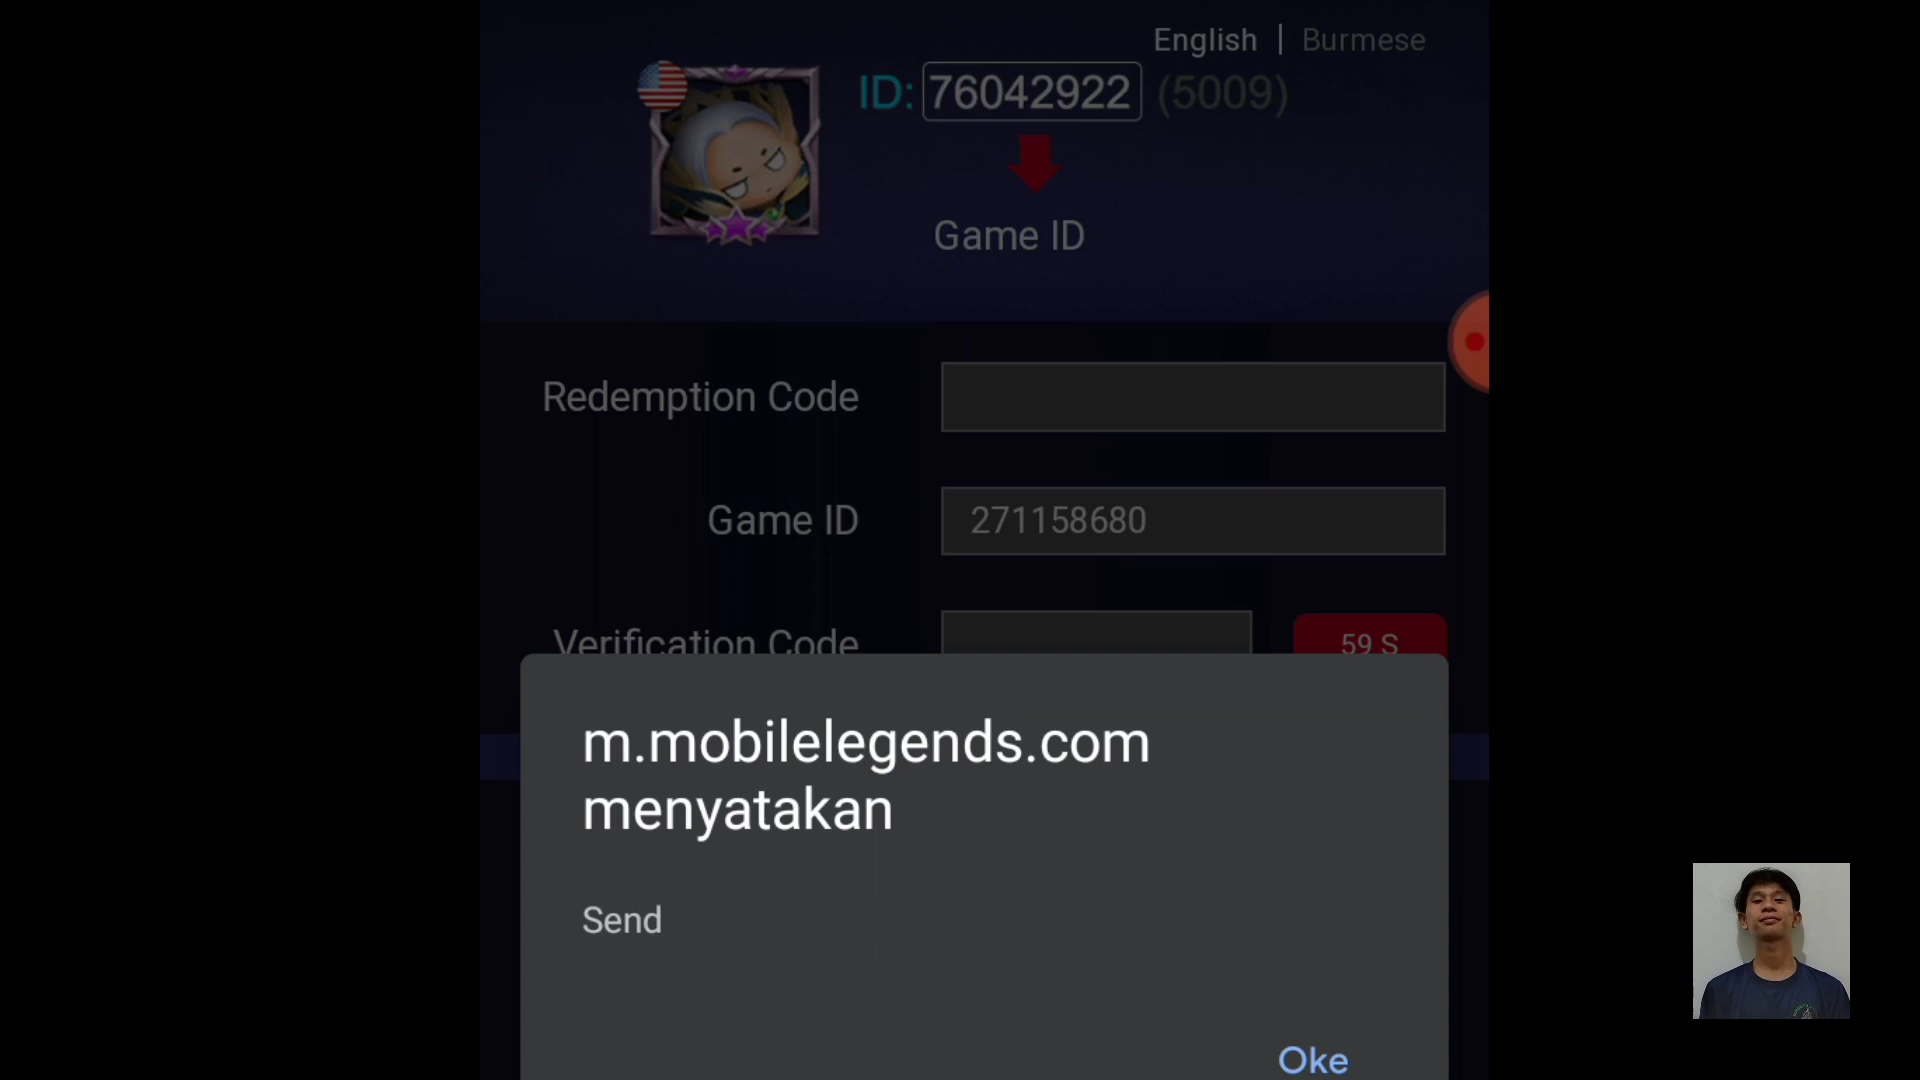 English | Burmese
ID: 76042922 (5009)
Game ID
Redemption Code
Game ID 271158680
Verification Code 59 S
m.mobilelegends.com
menyatakan
Send
Oke